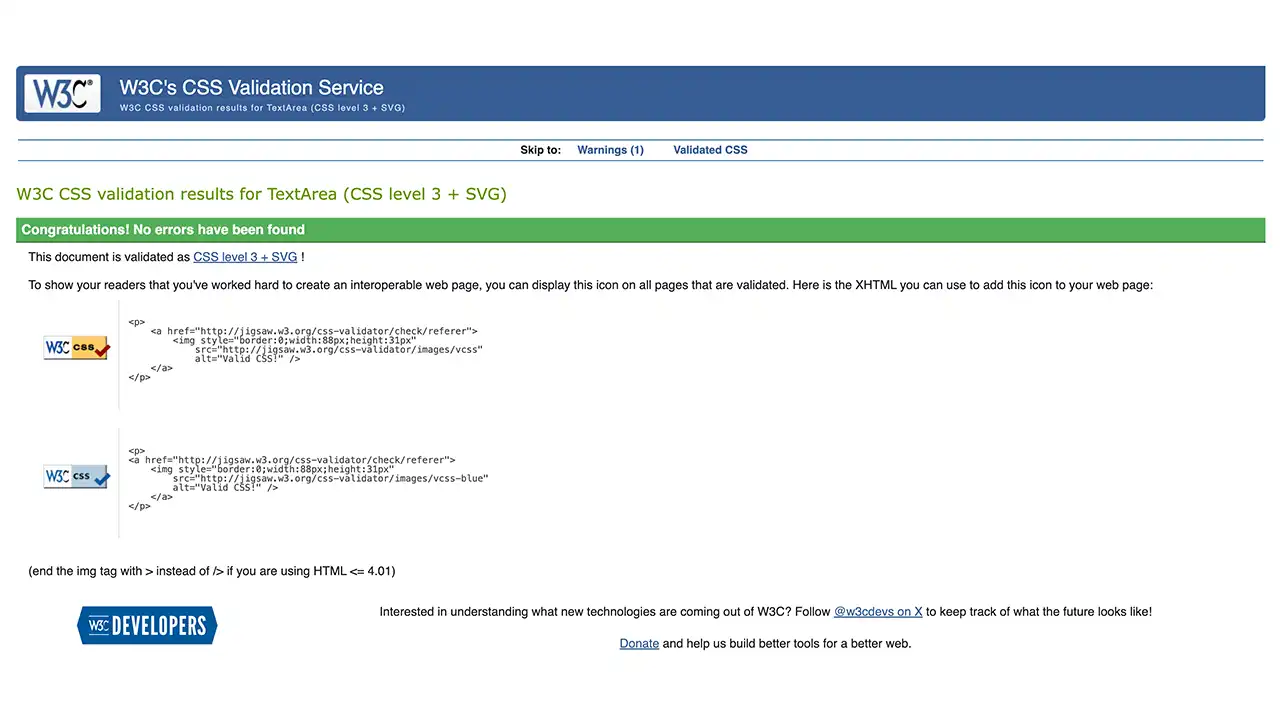 W3C® W3C's CSS Validation Service
W3C CSS validation results for TextArea (CSS level 3 + SVG)
Skip to: Warnings (1) Validated CSS
W3C CSS validation results for TextArea (CSS level 3 + SVG)
Congratulations! No errors have been found
This document is validated as CSS level 3 + SVG !
To show your readers that you've worked hard to create an interoperable web page, you can display this icon on all pages that are validated. Here is the XHTML you can use to add this icon to your web page:
W3C css
<p>
<a href="http://jigsaw.w3.org/css-validator/check/referer">
<img style="border:0;width:88px;height:31px"
src="http://jigsaw.w3.org/css-validator/images/vcss"
alt="Valid CSS!" />
</a>
</p>
W3C css
<p>
<a href="http://jigsaw.w3.org/css-validator/check/referer">
<img style="border:0;width:88px;height:31px"
src="http://jigsaw.w3.org/css-validator/images/vcss-blue"
alt="Valid CSS!" />
</a>
</p>
(end the img tag with > instead of /> if you are using HTML <= 4.01)
W3C DEVELOPERS
Interested in understanding what new technologies are coming out of W3C? Follow @w3cdevs on X to keep track of what the future looks like!
Donate and help us build better tools for a better web.